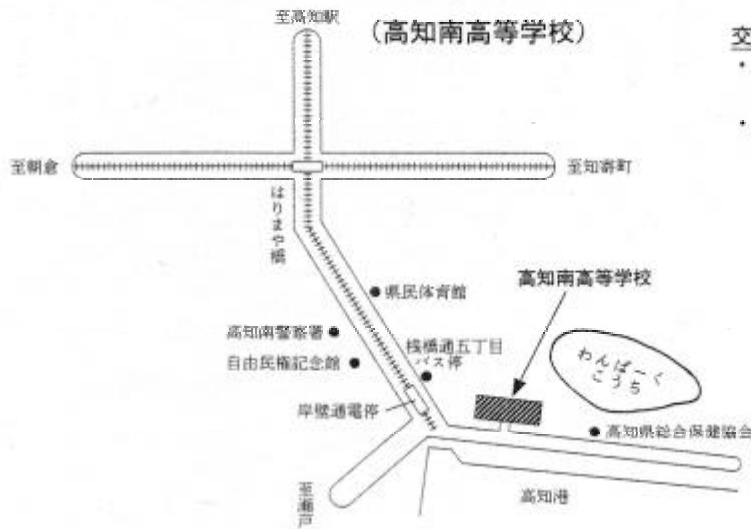 至高知駅
(高知南高等学校)
交
・
・
至朝倉
至知寄町
はりまや橋
高知南高等学校
●県民体育館
高知南警察署●
自由民権記念館●
桟橋通五丁目
バス停
わんぱーく
こうち
岸壁通電停
●高知県総合保健協会
高知港
至瀬戸